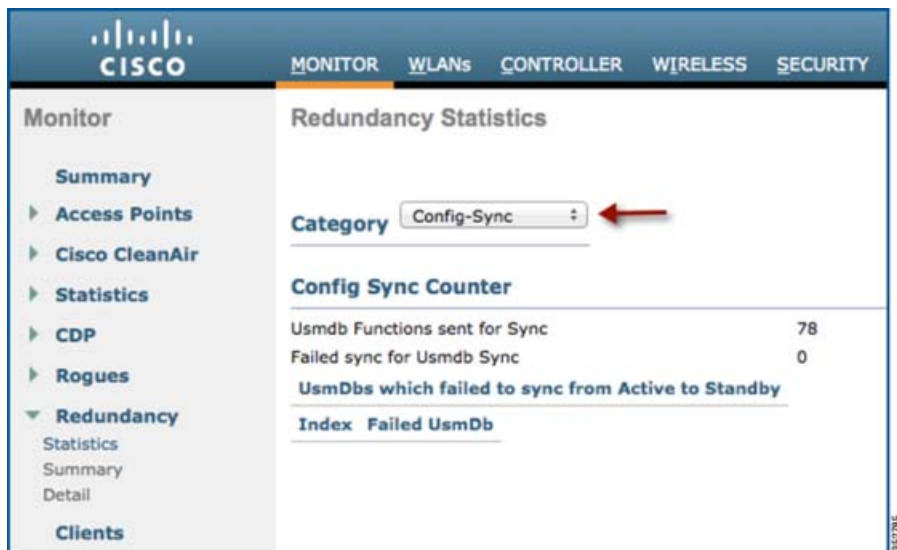 CISCO
MONITOR WLANs CONTROLLER WIRELESS SECURITY
Monitor
Summary
Access Points
Cisco CleanAir
Statistics
CDP
Rogues
Redundancy
Statistics
Summary
Detail
Clients
Redundancy Statistics
Category Config-Sync
Config Sync Counter
Usmdb Functions sent for Sync 78
Failed sync for Usmdb Sync 0
UsmDbs which failed to sync from Active to Standby
Index Failed UsmDb